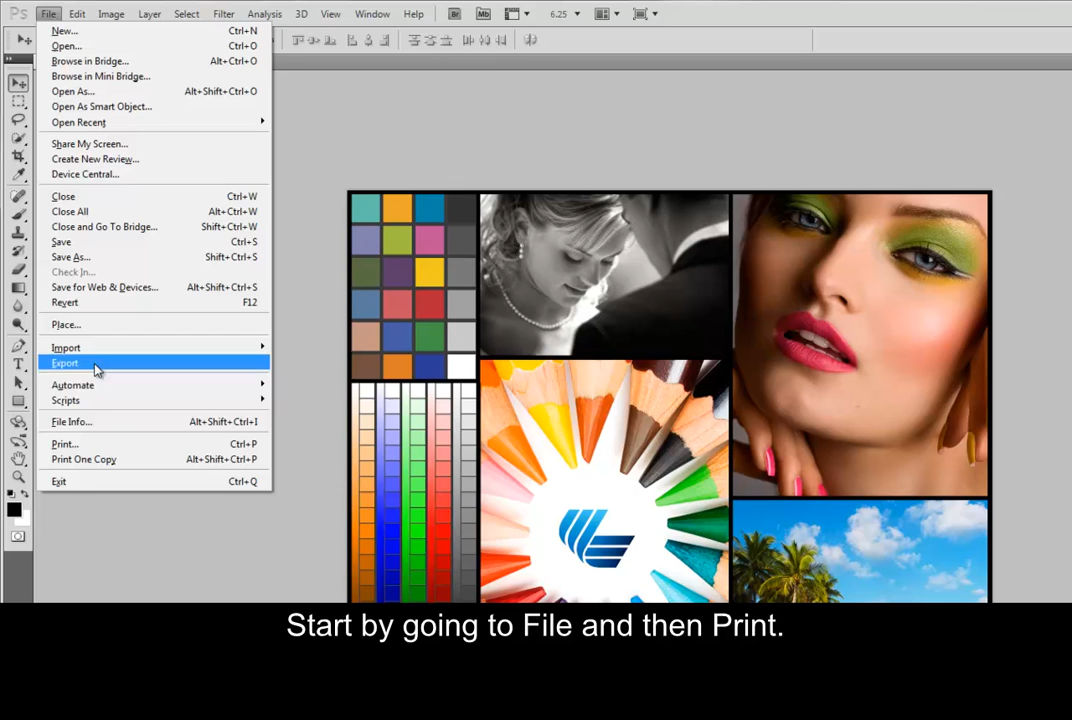 Ps File Edit Image Layer Select Filter Analysis 3D View Window Help Br Mb 6.25
New... Ctrl+N
Open... Ctrl+O
Browse in Bridge... Alt+Ctrl+O
Browse in Mini Bridge...
Open As... Alt+Shift+Ctrl+O
Open As Smart Object...
Open Recent
Share My Screen...
Create New Review...
Device Central...
Close Ctrl+W
Close All Alt+Ctrl+W
Close and Go To Bridge... Shift+Ctrl+W
Save Ctrl+S
Save As... Shift+Ctrl+S
Check In...
Save for Web & Devices... Alt+Shift+Ctrl+S
Revert F12
Place...
Import
Export
Automate
Scripts
File Info... Alt+Shift+Ctrl+I
Print... Ctrl+P
Print One Copy Alt+Shift+Ctrl+P
Exit Ctrl+Q
Start by going to File and then Print.